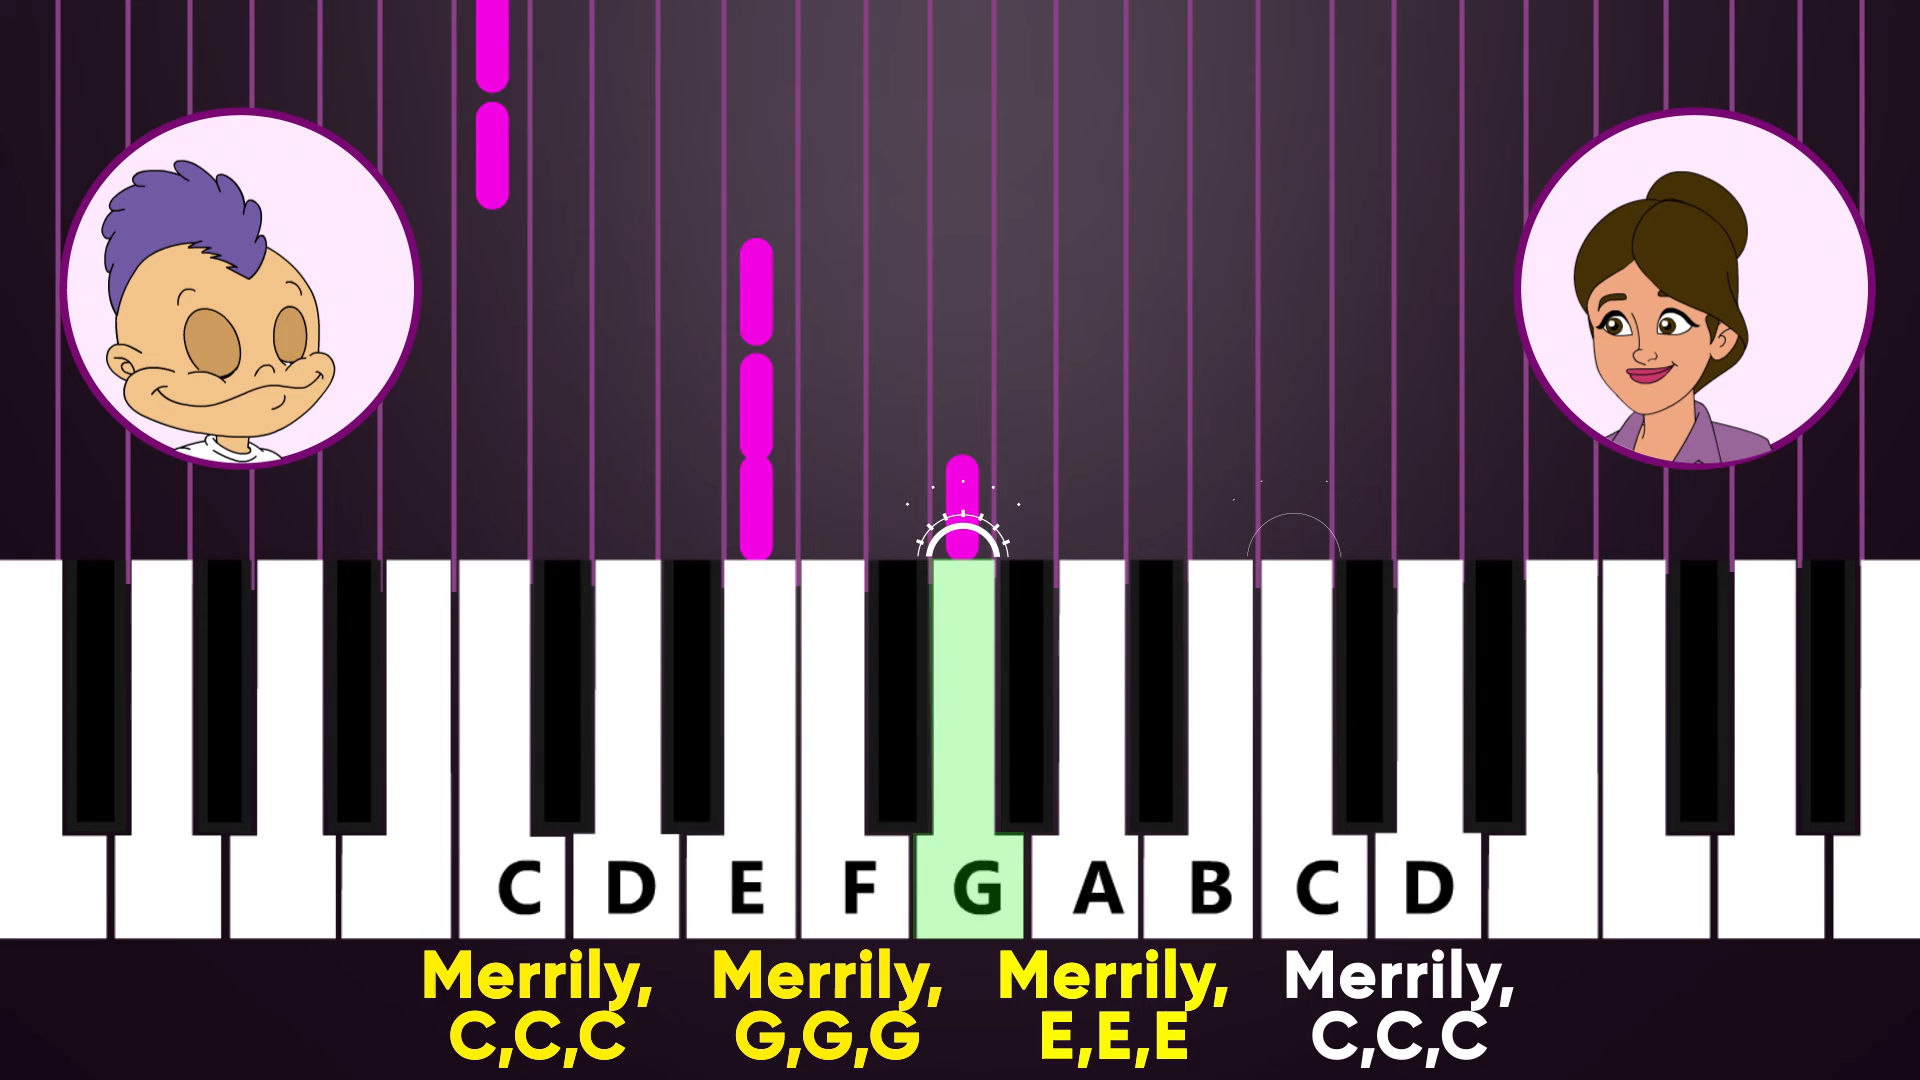 C D E F G A B C D
Merrily, Merrily, Merrily, Merrily,
C,C,C G,G,G E,E,E C,C,C